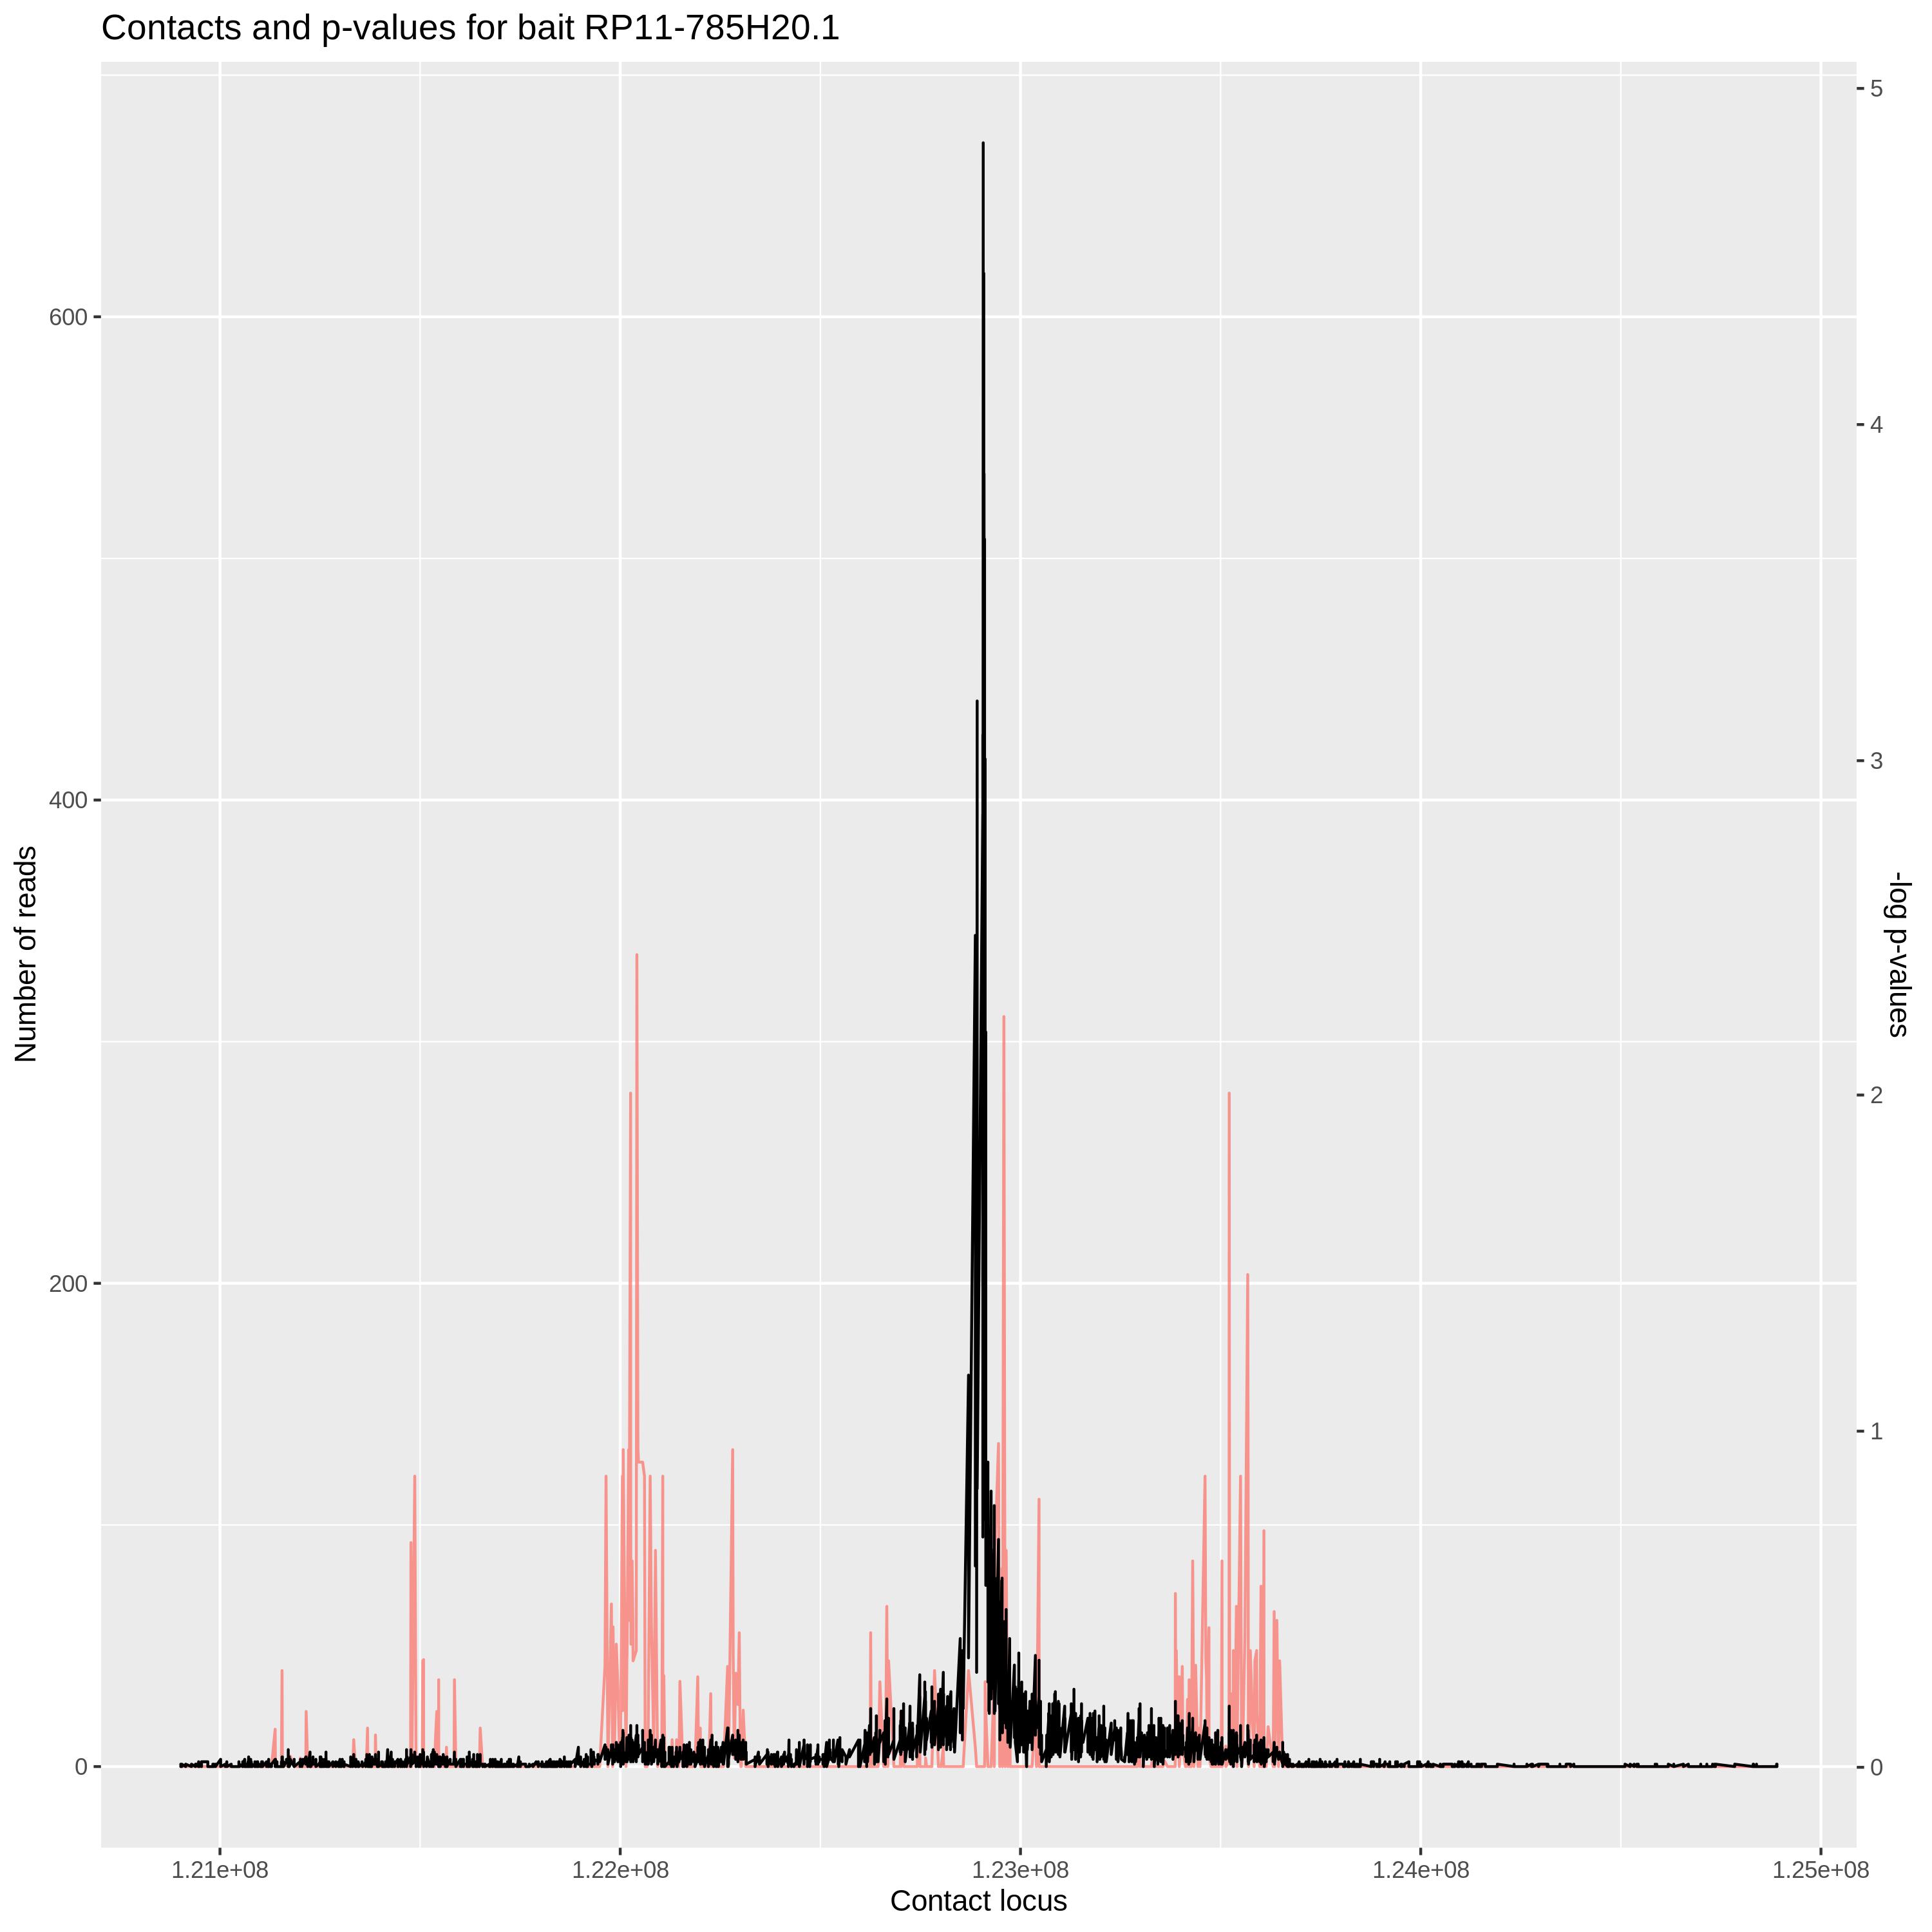 Contacts and p-values for bait RP11-785H20.1
Number of reads
600
400
200
0
5
4
3
2
1
0
-log p-values
1.21e+08
1.22e+08
1.23e+08
1.24e+08
1.25e+08
Contact locus